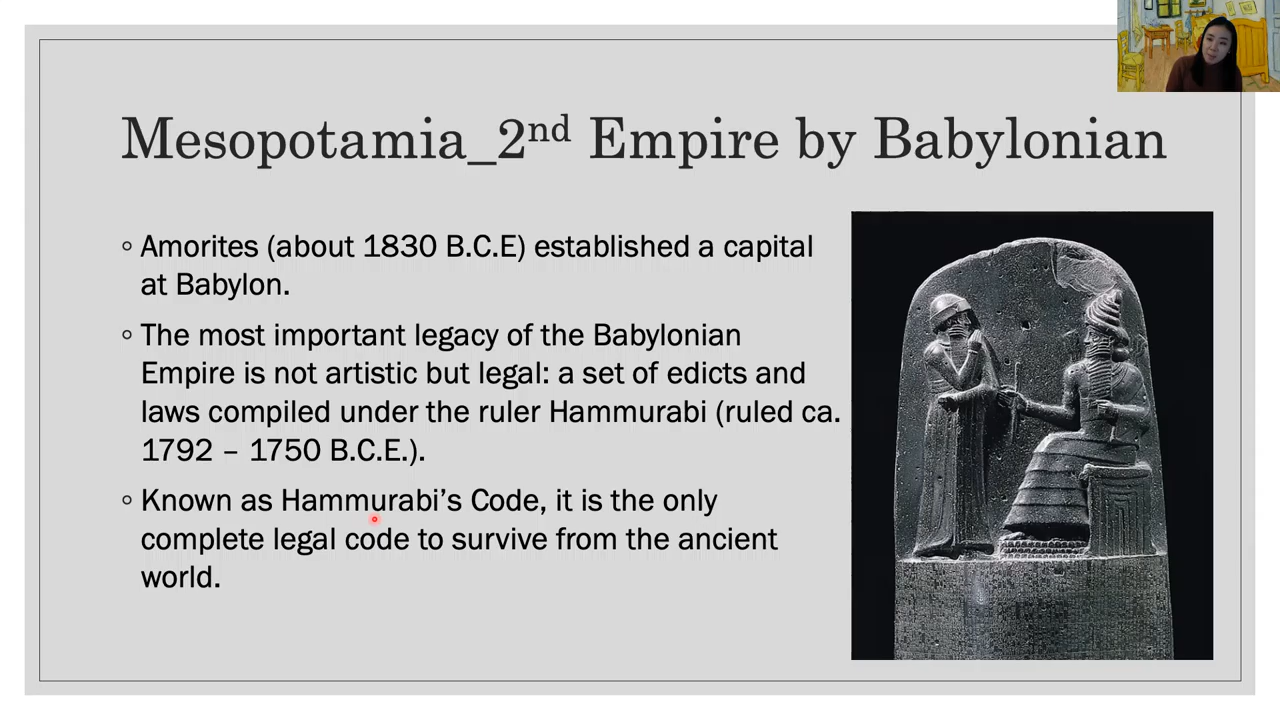 Mesopotamia_2nd Empire by Babylonian
◦ Amorites (about 1830 B.C.E) established a capital
at Babylon.
◦ The most important legacy of the Babylonian
Empire is not artistic but legal: a set of edicts and
laws compiled under the ruler Hammurabi (ruled ca.
1792 – 1750 B.C.E.).
◦ Known as Hammurabi’s Code, it is the only
complete legal code to survive from the ancient
world.